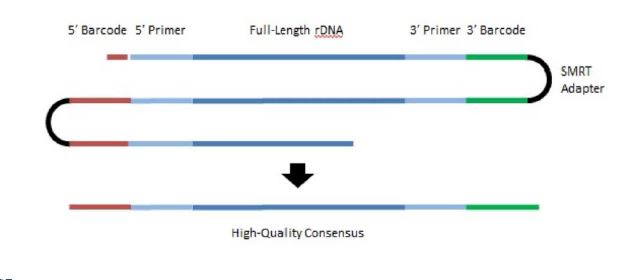 5' Barcode 5' Primer Full-Length rDNA 3' Primer 3' Barcode
SMRT
Adapter
High-Quality Consensus